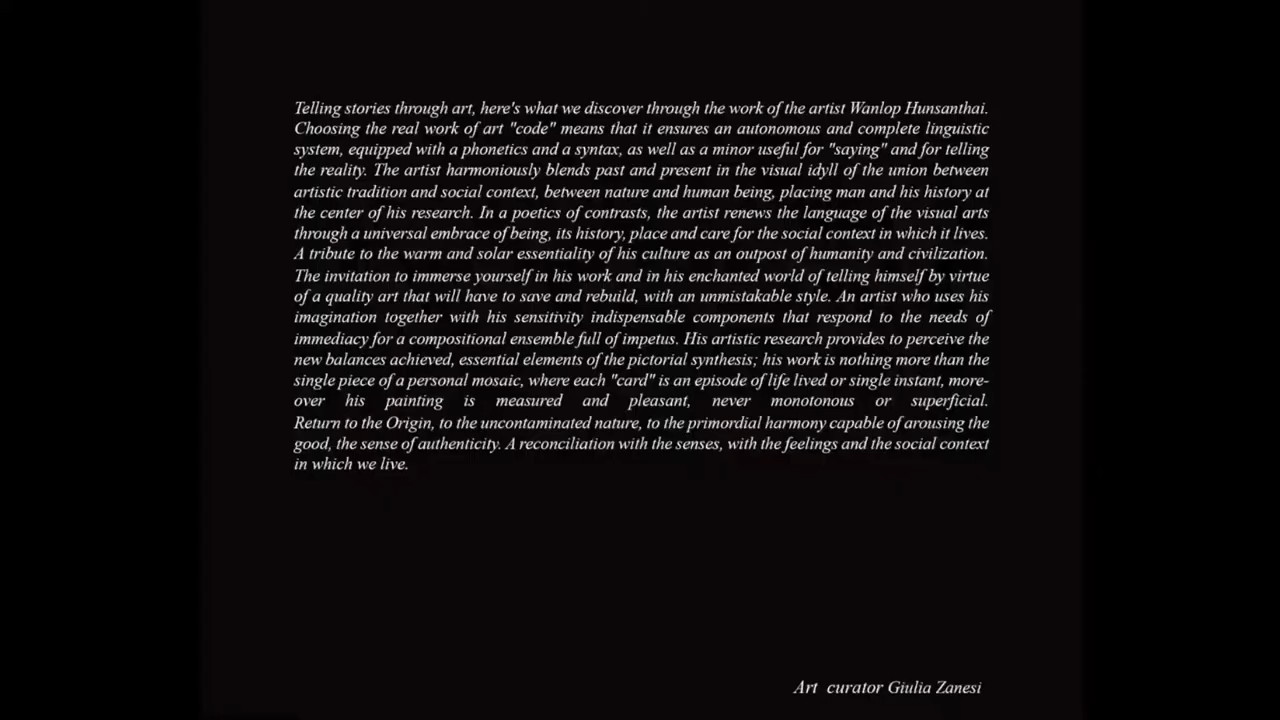 Telling stories through art, here's what we discover through the work of the artist Wanlop Hunsanthai.
Choosing the real work of art "code" means that it ensures an autonomous and complete linguistic
system, equipped with a phonetics and a syntax, as well as a minor useful for "saying" and for telling
the reality. The artist harmoniously blends past and present in the visual idyll of the union between
artistic tradition and social context, between nature and human being, placing man and his history at
the center of his research. In a poetics of contrasts, the artist renews the language of the visual arts
through a universal embrace of being, its history, place and care for the social context in which it lives.
A tribute to the warm and solar essentiality of his culture as an outpost of humanity and civilization.
The invitation to immerse yourself in his work and in his enchanted world of telling himself by virtue
of a quality art that will have to save and rebuild, with an unmistakable style. An artist who uses his
imagination together with his sensitivity indispensable components that respond to the needs of
immediacy for a compositional ensemble full of impetus. His artistic research provides to perceive the
new balances achieved, essential elements of the pictorial synthesis; his work is nothing more than the
single piece of a personal mosaic, where each "card" is an episode of life lived or single instant, more-
over his painting is measured and pleasant, never monotonous or superficial.
Return to the Origin, to the uncontaminated nature, to the primordial harmony capable of arousing the
good, the sense of authenticity. A reconciliation with the senses, with the feelings and the social context
in which we live.
Art curator Giulia Zanesi